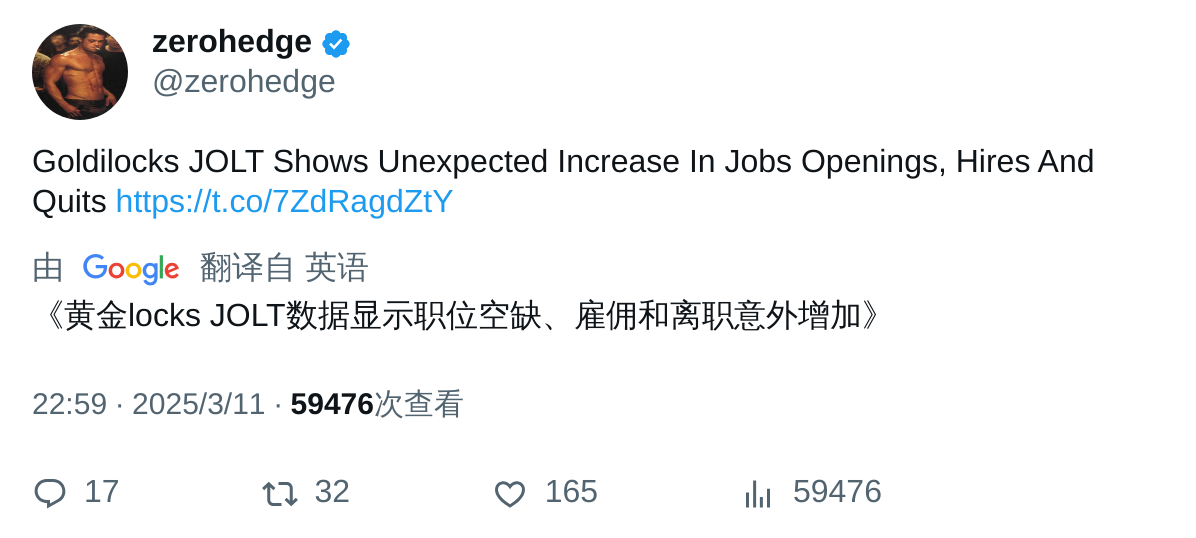 zerohedge
@zerohedge
Goldilocks JOLT Shows Unexpected Increase In Jobs Openings, Hires And
Quits https://t.co/7ZdRagdZtY
由 Google 翻译自 英语
《黄金locks JOLT数据显示职位空缺、雇佣和离职意外增加》
22:59 · 2025/3/11 · 59476次查看
17 32 165 59476